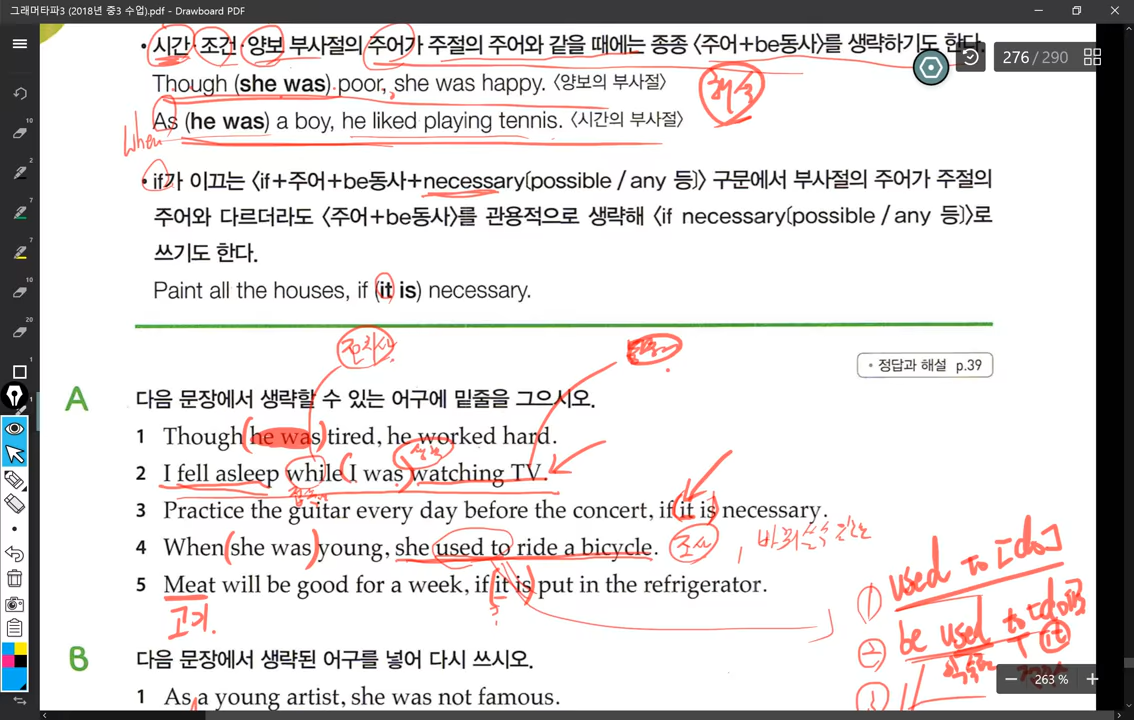 그래머타파3 (2018년 중3 수업).pdf - Drawboard PDF
276 / 290
• 시간·조건·양보 부사절의 주어가 주절의 주어와 같을 때에는 종종 〈주어+be동사〉를 생략하기도 한다.
Though (she was) poor, she was happy. 〈양보의 부사절〉
해술
As (he was) a boy, he liked playing tennis. 〈시간의 부사절〉
When
• if가 이끄는 〈if+주어+be동사+necessary[possible / any 등]〉 구문에서 부사절의 주어가 주절의
주어와 다르더라도 〈주어+be동사〉를 관용적으로 생략해 〈if necessary[possible / any 등]〉로
쓰기도 한다.
Paint all the houses, if (it is) necessary.
• 정답과 해설 p.39
A 다음 문장에서 생략할 수 있는 어구에 밑줄을 그으시오.
1 Though he was tired, he worked hard.
2 I fell asleep while I was watching TV.
3 Practice the guitar every day before the concert, if it is necessary.
4 When she was young, she used to ride a bicycle.
조심
5 Meat will be good for a week, if it is put in the refrigerator.
고기.
① used to [do]
② be used to
it
③
B 다음 문장에서 생략된 어구를 넣어 다시 쓰시오.
1 As a young artist, she was not famous.
263 %